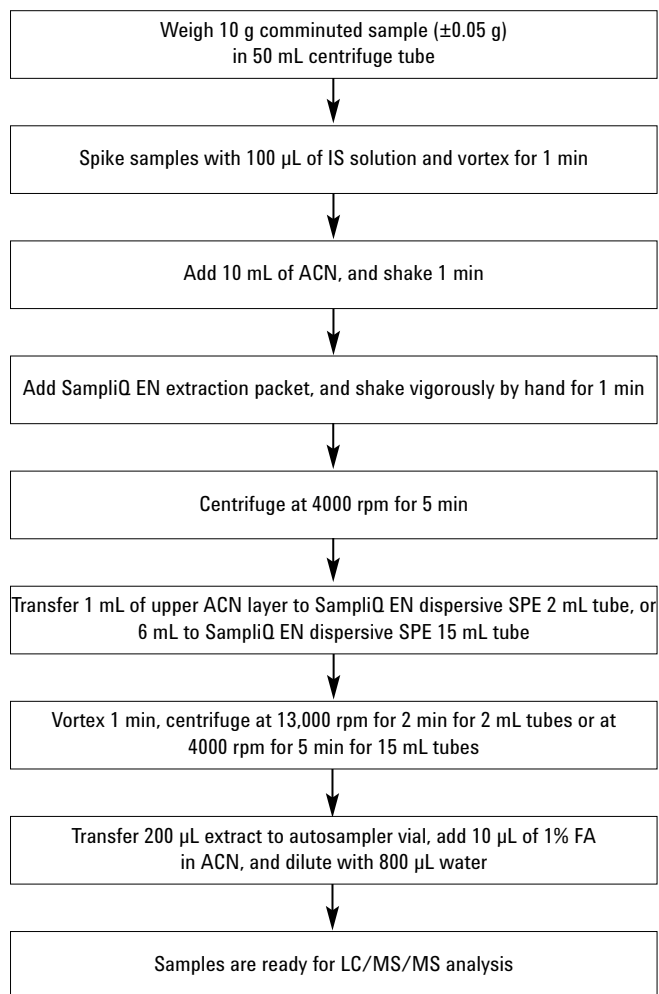 Weigh 10 g comminuted sample (±0.05 g)
in 50 mL centrifuge tube
Spike samples with 100 µL of IS solution and vortex for 1 min
Add 10 mL of ACN, and shake 1 min
Add SampliQ EN extraction packet, and shake vigorously by hand for 1 min
Centrifuge at 4000 rpm for 5 min
Transfer 1 mL of upper ACN layer to SampliQ EN dispersive SPE 2 mL tube, or
6 mL to SampliQ EN dispersive SPE 15 mL tube
Vortex 1 min, centrifuge at 13,000 rpm for 2 min for 2 mL tubes or at
4000 rpm for 5 min for 15 mL tubes
Transfer 200 µL extract to autosampler vial, add 10 µL of 1% FA
in ACN, and dilute with 800 µL water
Samples are ready for LC/MS/MS analysis